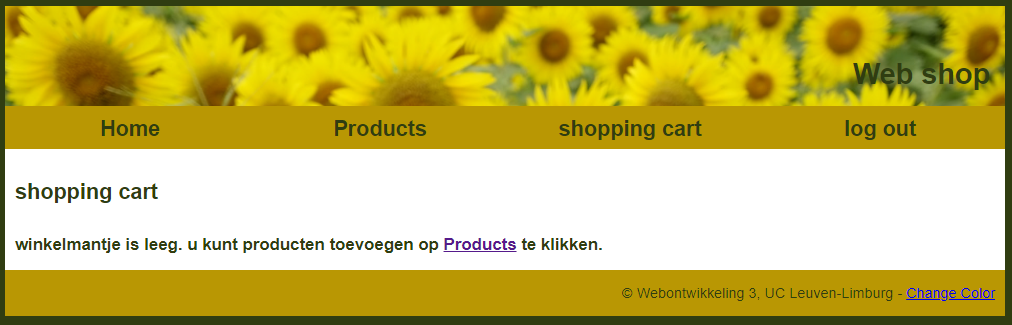 Web shop
Home Products shopping cart log out
shopping cart
winkelmantje is leeg. u kunt producten toevoegen op Products te klikken.
© Webontwikkeling 3, UC Leuven-Limburg - Change Color